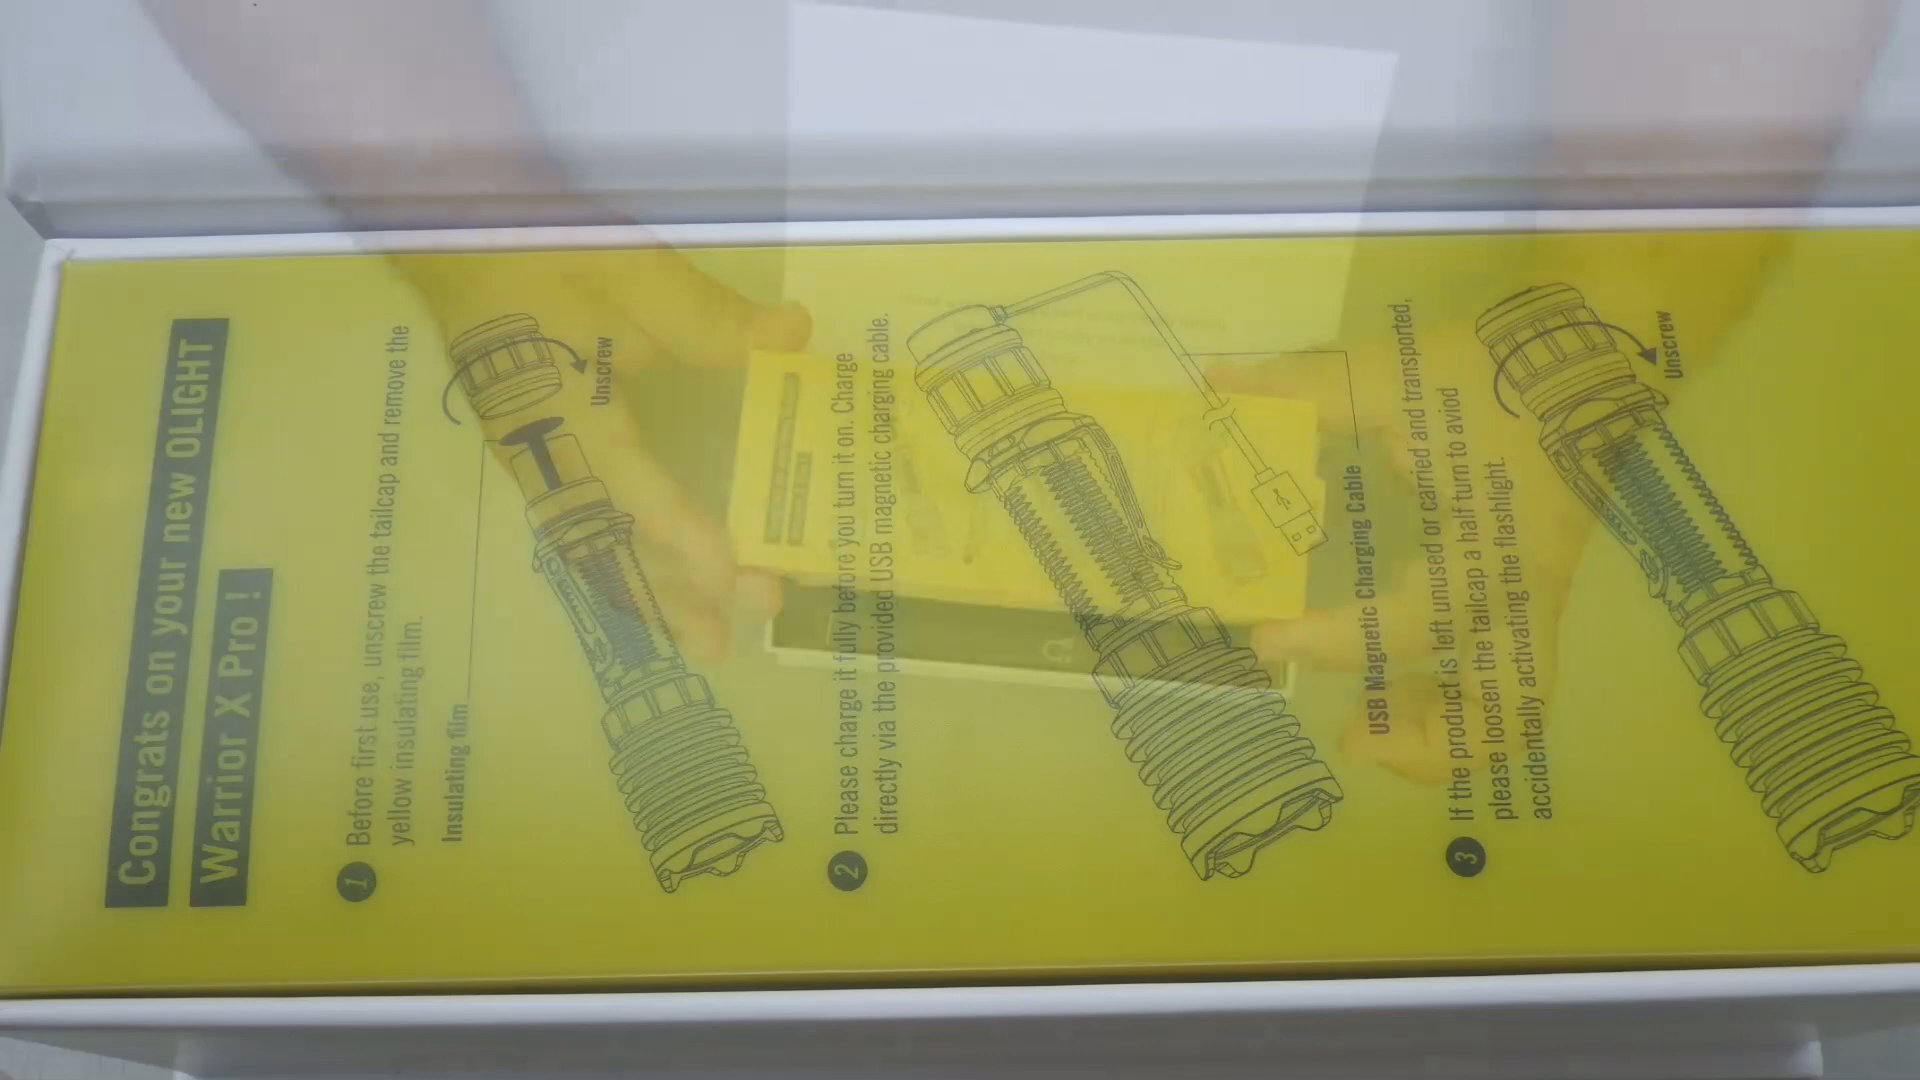 Congrats on your new OLIGHT
Warrior X Pro !
1 Before first use, unscrew the tailcap and remove the
yellow insulating film.
Insulating film
Unscrew
2 Please charge it fully before you turn it on. Charge
directly via the provided USB magnetic charging cable.
USB Magnetic Charging Cable
3 If the product is left unused or carried and transported,
please loosen the tailcap a half turn to aviod
accidentally activating the flashlight.
Unscrew